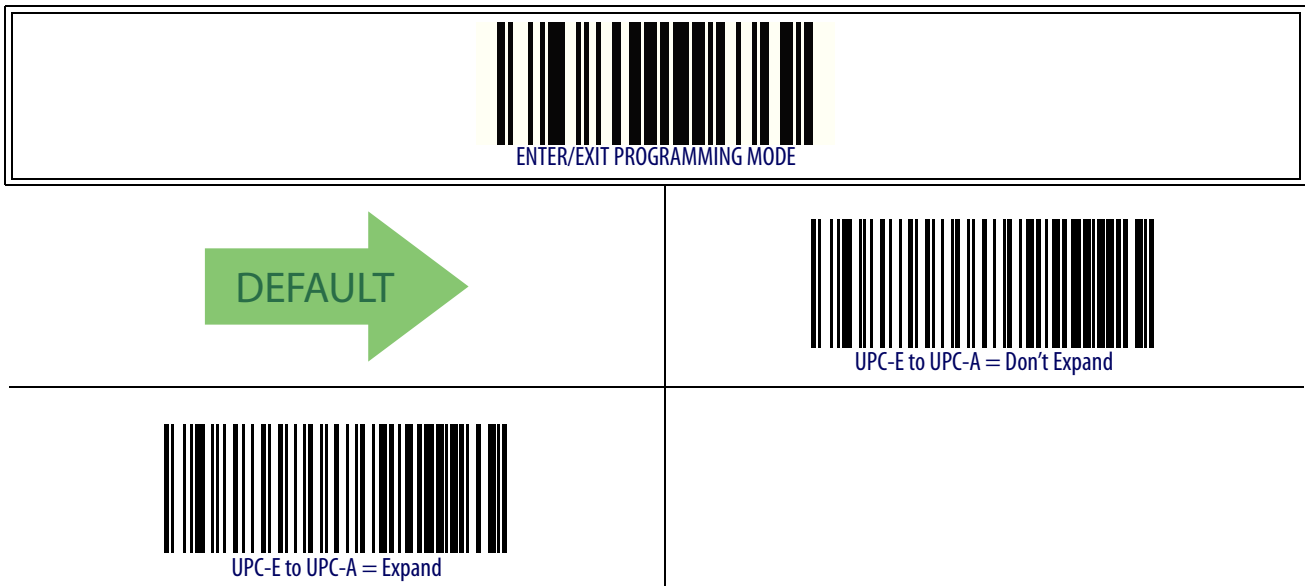 ENTER/EXIT PROGRAMMING MODE
DEFAULT
UPC-E to UPC-A = Don't Expand
UPC-E to UPC-A = Expand